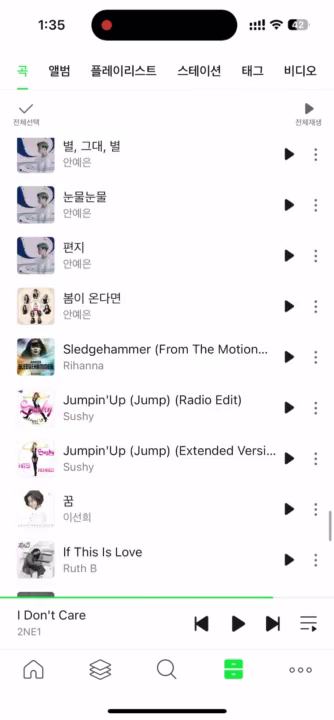 1:35
42
곡 앨범 플레이리스트 스테이션 태그 비디오
전체선택 전체재생
별, 그대, 별
안예은
눈물눈물
안예은
편지
안예은
봄이 온다면
안예은
Sledgehammer (From The Motion...
Rihanna
Jumpin'Up (Jump) (Radio Edit)
Sushy
Jumpin'Up (Jump) (Extended Versi...
Sushy
꿈
이선희
If This Is Love
Ruth B
I Don't Care
2NE1